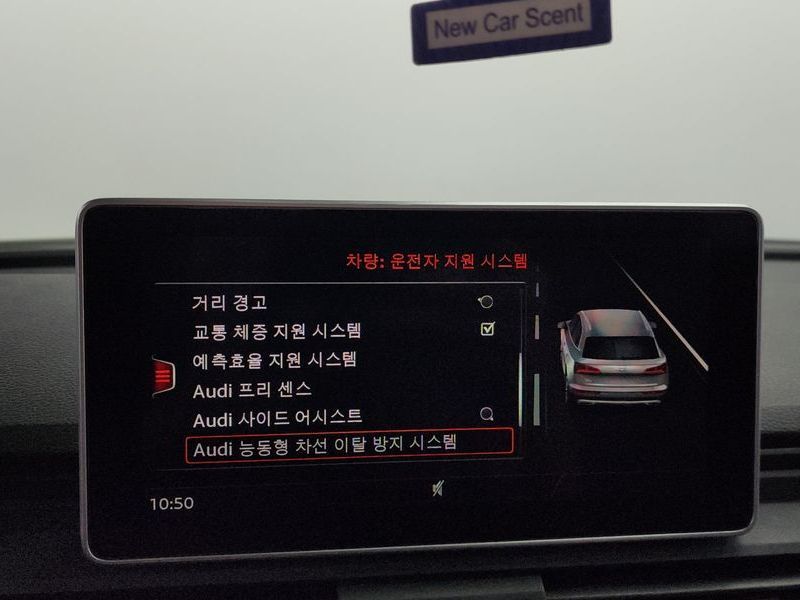 New Car Scent
차량: 운전자 지원 시스템
거리 경고
교통 체증 지원 시스템
예측효율 지원 시스템
Audi 프리 센스
Audi 사이드 어시스트
Audi 능동형 차선 이탈 방지 시스템
10:50